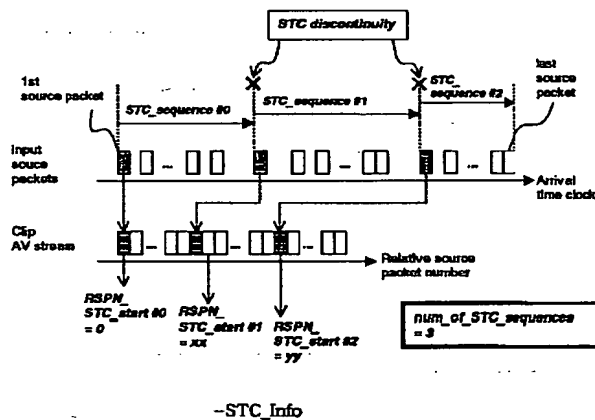 STC discontinuity
1st
source packet
last
source
packet
STC_sequence #0
STC_sequence #1
STC_
sequence #2
Input
souce
packets
...
...
...
Arrival
time clock
Clip
AV stream
...
...
...
Relative source
packet number
RSPN_
STC_start #0
= 0
RSPN_
STC_start #1
= xx
RSPN_
STC_start #2
= yy
num_of_STC_sequences
= 3
–STC_Info